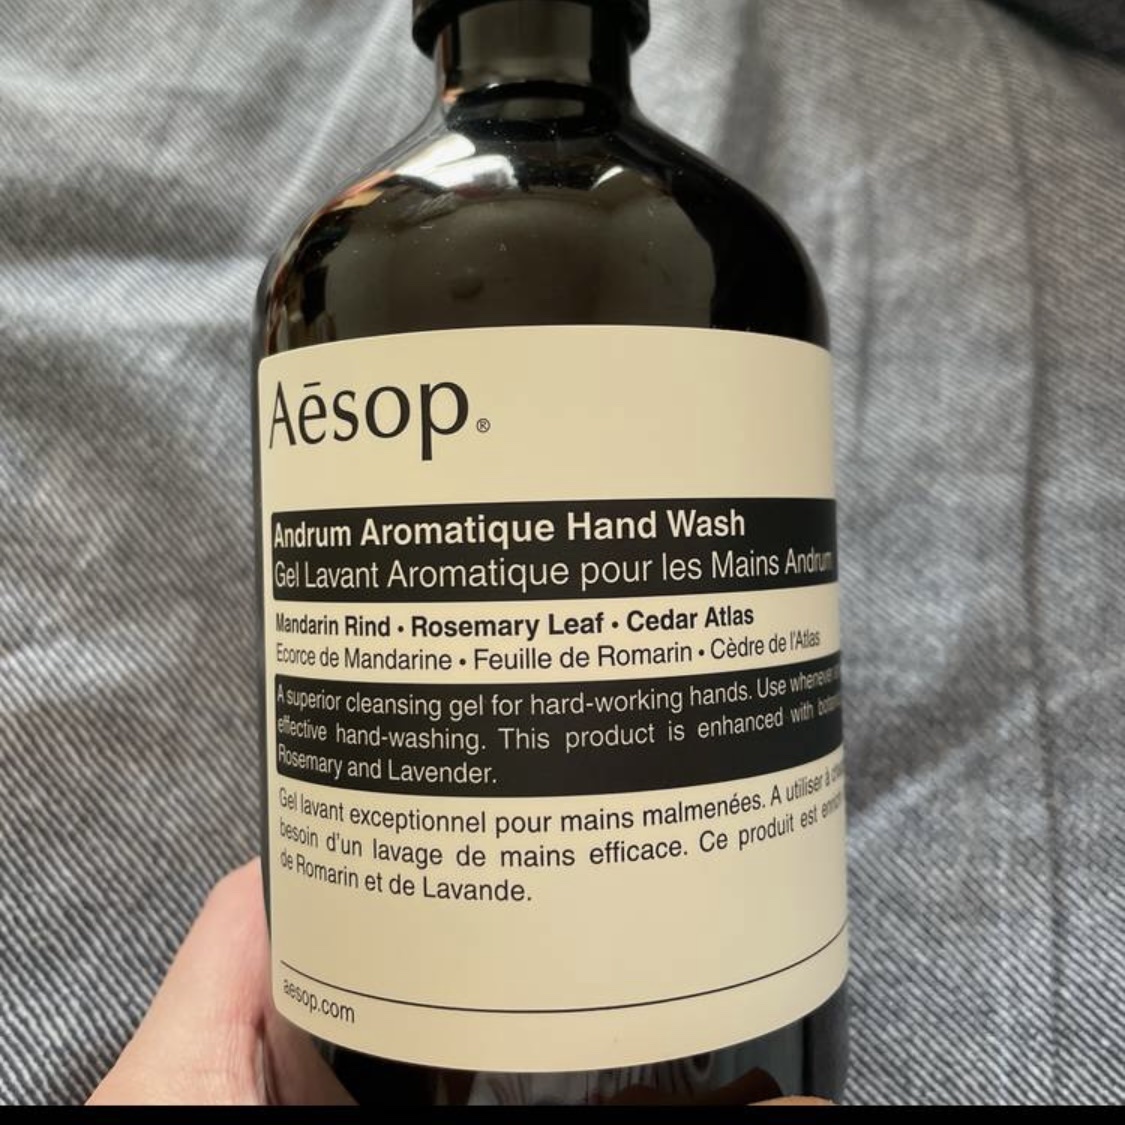 Aēsop®
Andrum Aromatique Hand Wash
Gel Lavant Aromatique pour les Mains Andrum
Mandarin Rind • Rosemary Leaf • Cedar Atlas
Ecorce de Mandarine • Feuille de Romarin • Cèdre de l'Atlas
A superior cleansing gel for hard-working hands. Use whenever
effective hand-washing. This product is enhanced with
Rosemary and Lavender.
Gel lavant exceptionnel pour mains malmenées. A utiliser à
besoin d'un lavage de mains efficace. Ce produit est
de Romarin et de Lavande.
aesop.com